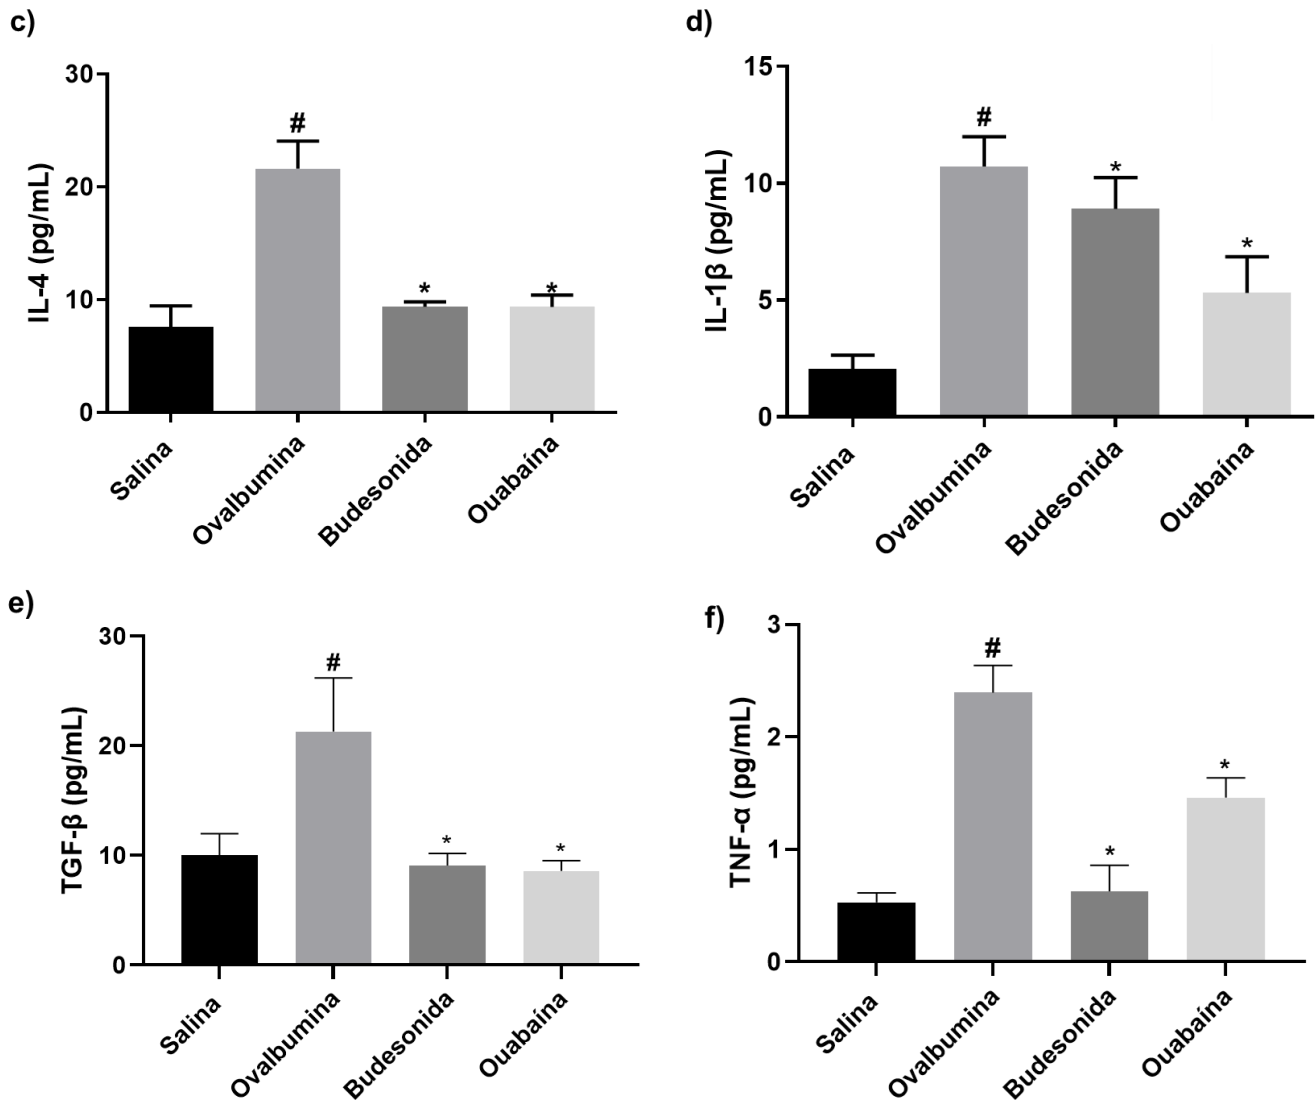 c)
30
20
10
0
IL-4 (pg/mL)
#
*
*
Salina
Ovalbumina
Budesonida
Ouabaína
d)
15
10
5
0
IL-1β (pg/mL)
#
*
*
Salina
Ovalbumina
Budesonida
Ouabaína
e)
30
20
10
0
TGF-β (pg/mL)
#
*
*
Salina
Ovalbumina
Budesonida
Ouabaína
f)
3
2
1
0
TNF-α (pg/mL)
#
*
*
Salina
Ovalbumina
Budesonida
Ouabaína